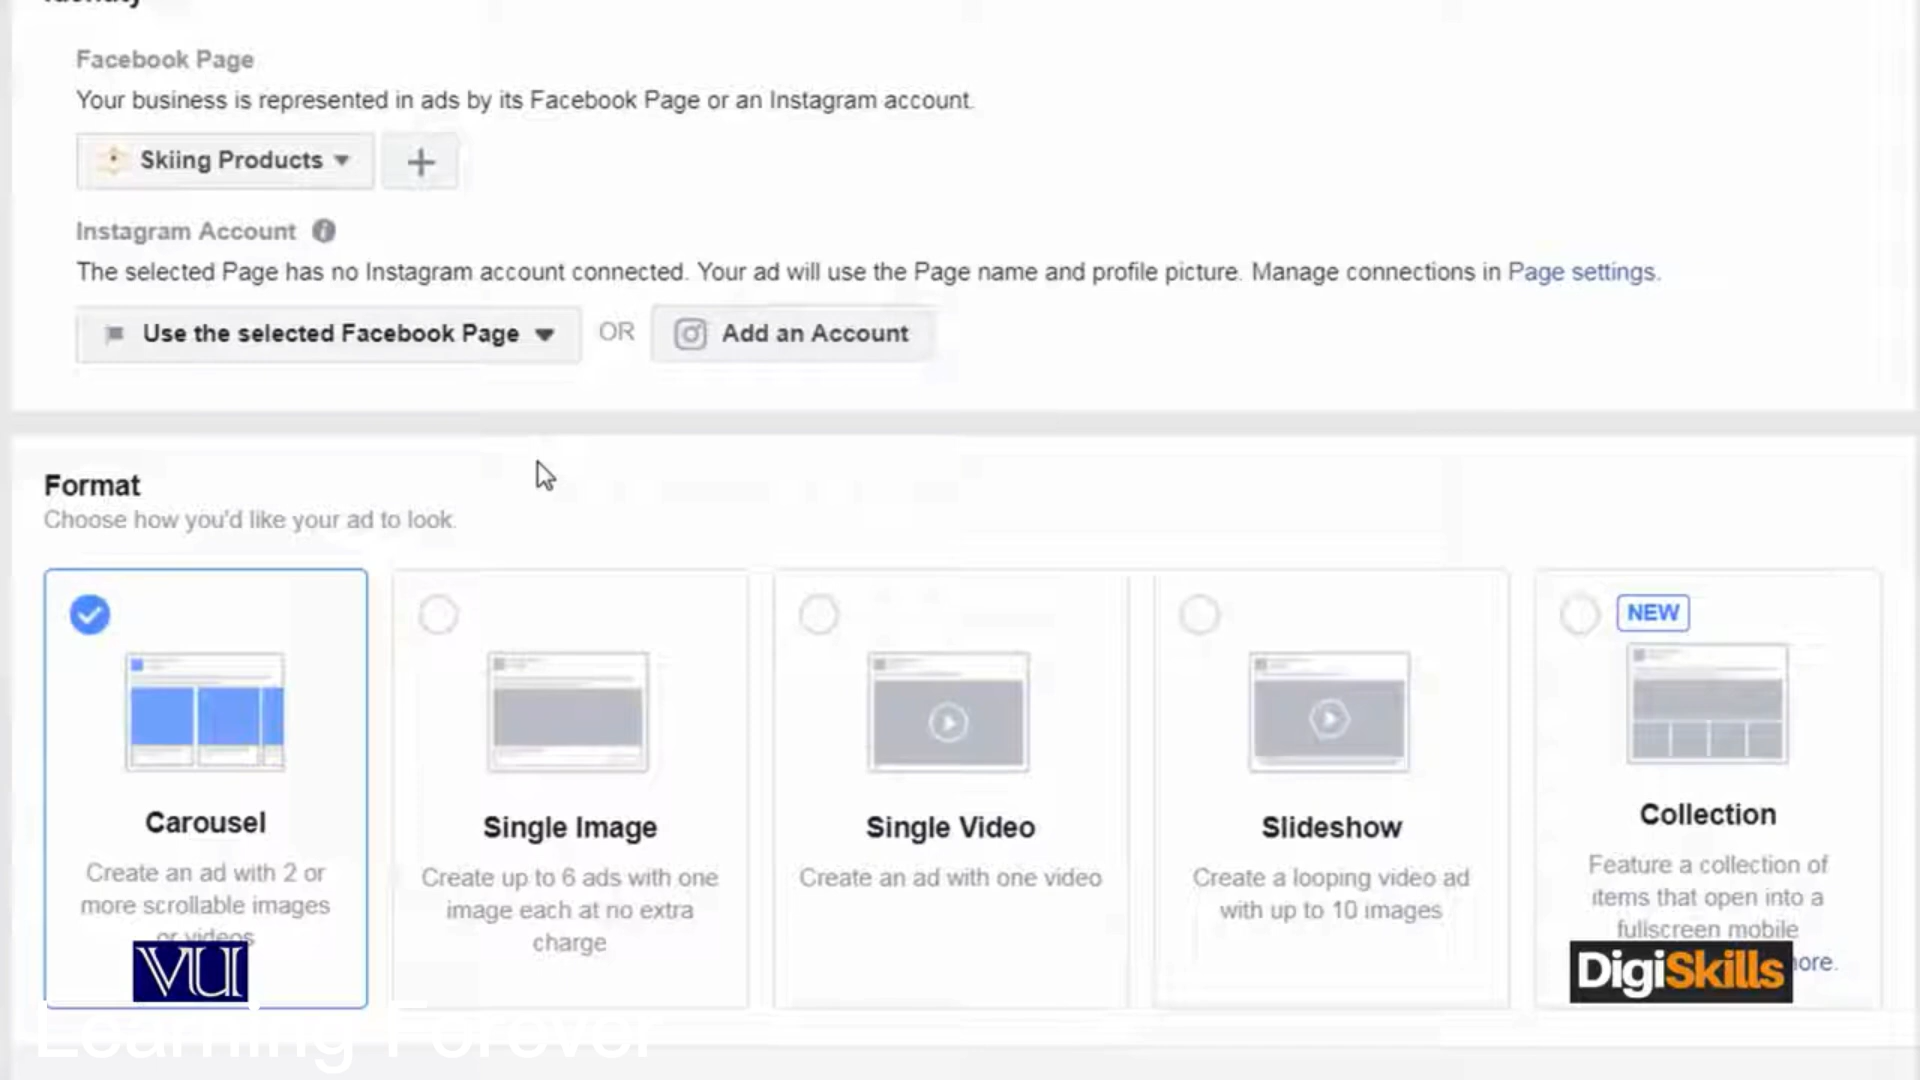 Identity
Facebook Page
Your business is represented in ads by its Facebook Page or an Instagram account.
Skiing Products
Instagram Account
The selected Page has no Instagram account connected. Your ad will use the Page name and profile picture. Manage connections in Page settings.
Use the selected Facebook Page OR Add an Account
Format
Choose how you'd like your ad to look.
NEW
Carousel
Create an ad with 2 or
more scrollable images
or videos
Single Image
Create up to 6 ads with one
image each at no extra
charge
Single Video
Create an ad with one video
Slideshow
Create a looping video ad
with up to 10 images
Collection
Feature a collection of
items that open into a
fullscreen mobile
VU
DigiSkills
Learning Forever